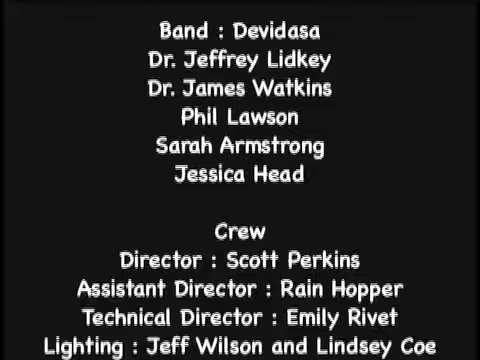 Band : Devidasa
Dr. Jeffrey Lidkey
Dr. James Watkins
Phil Lawson
Sarah Armstrong
Jessica Head
Crew
Director : Scott Perkins
Assistant Director : Rain Hopper
Technical Director : Emily Rivet
Lighting : Jeff Wilson and Lindsey Coe